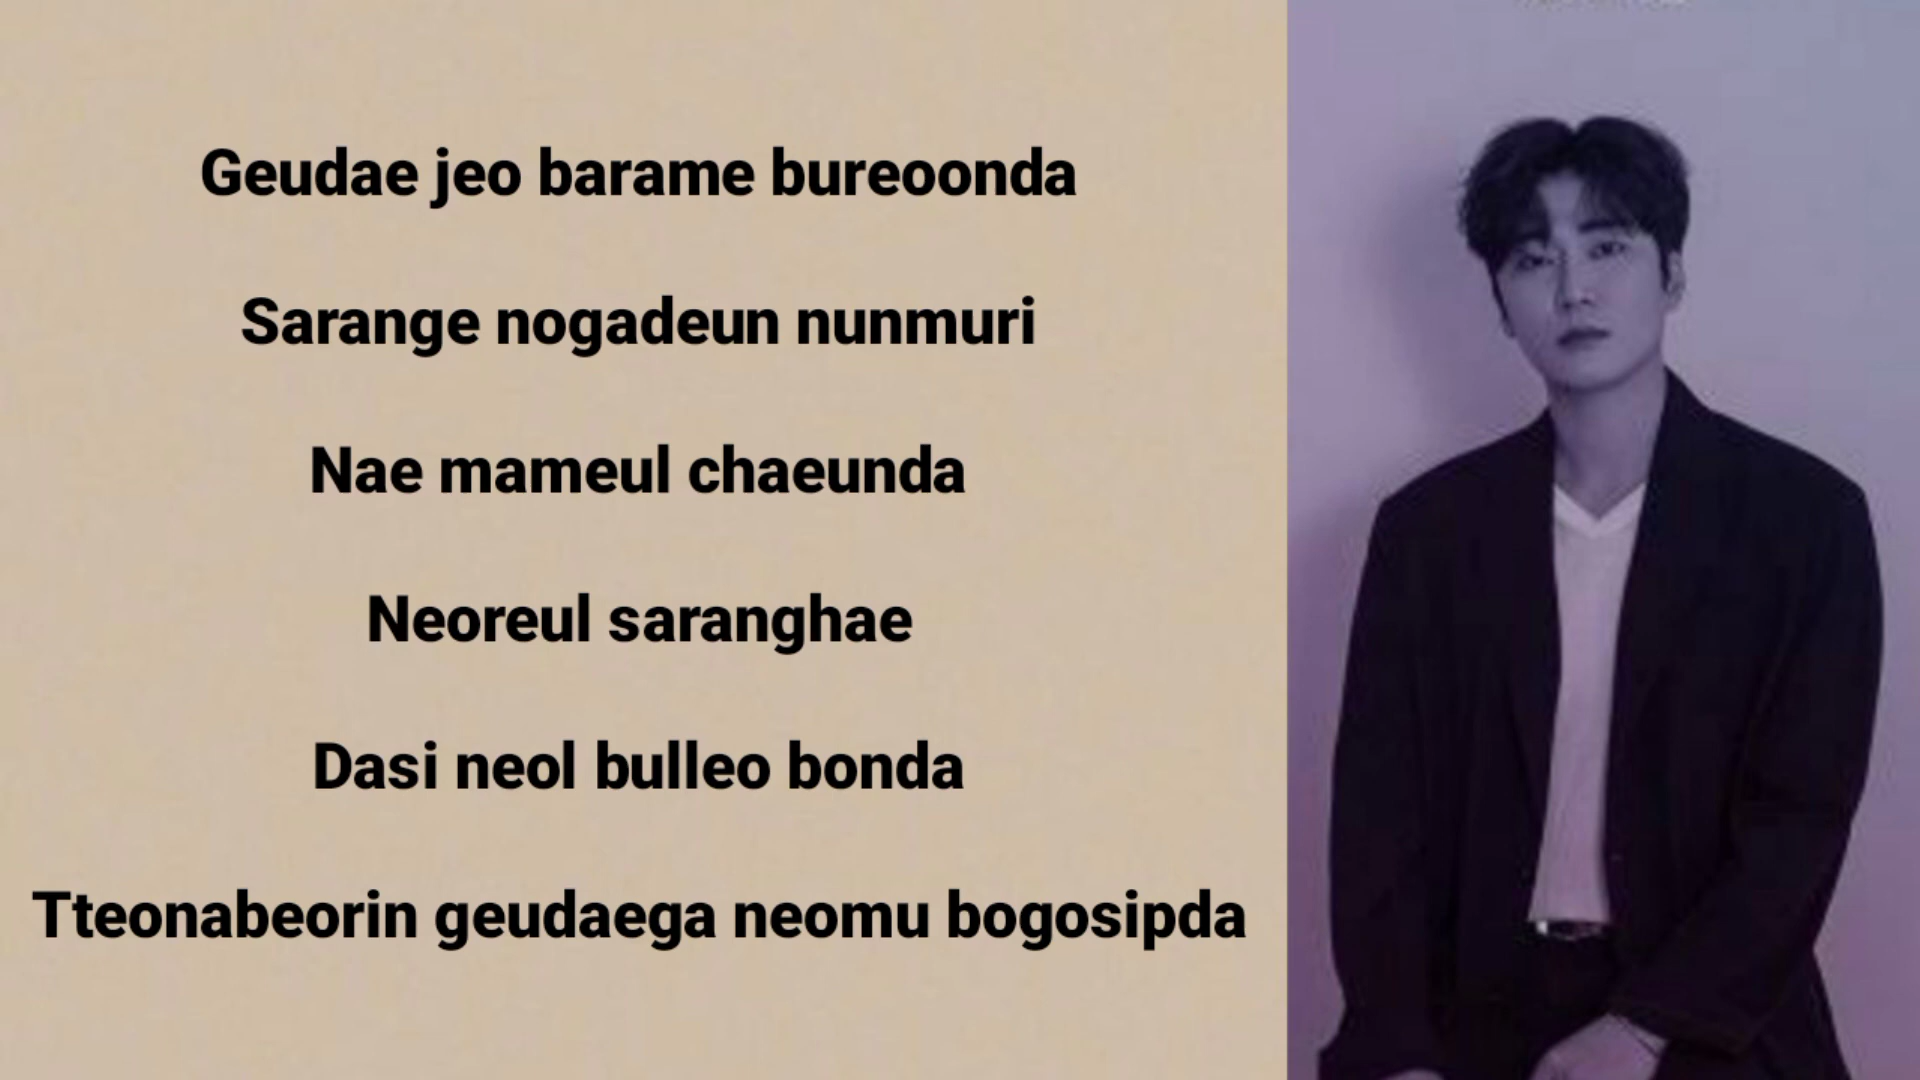 Geudae jeo barame bureoonda
Sarange nogadeun nunmuri
Nae mameul chaeunda
Neoreul saranghae
Dasi neol bulleo bonda
Tteonabeorin geudaega neomu bogosipda